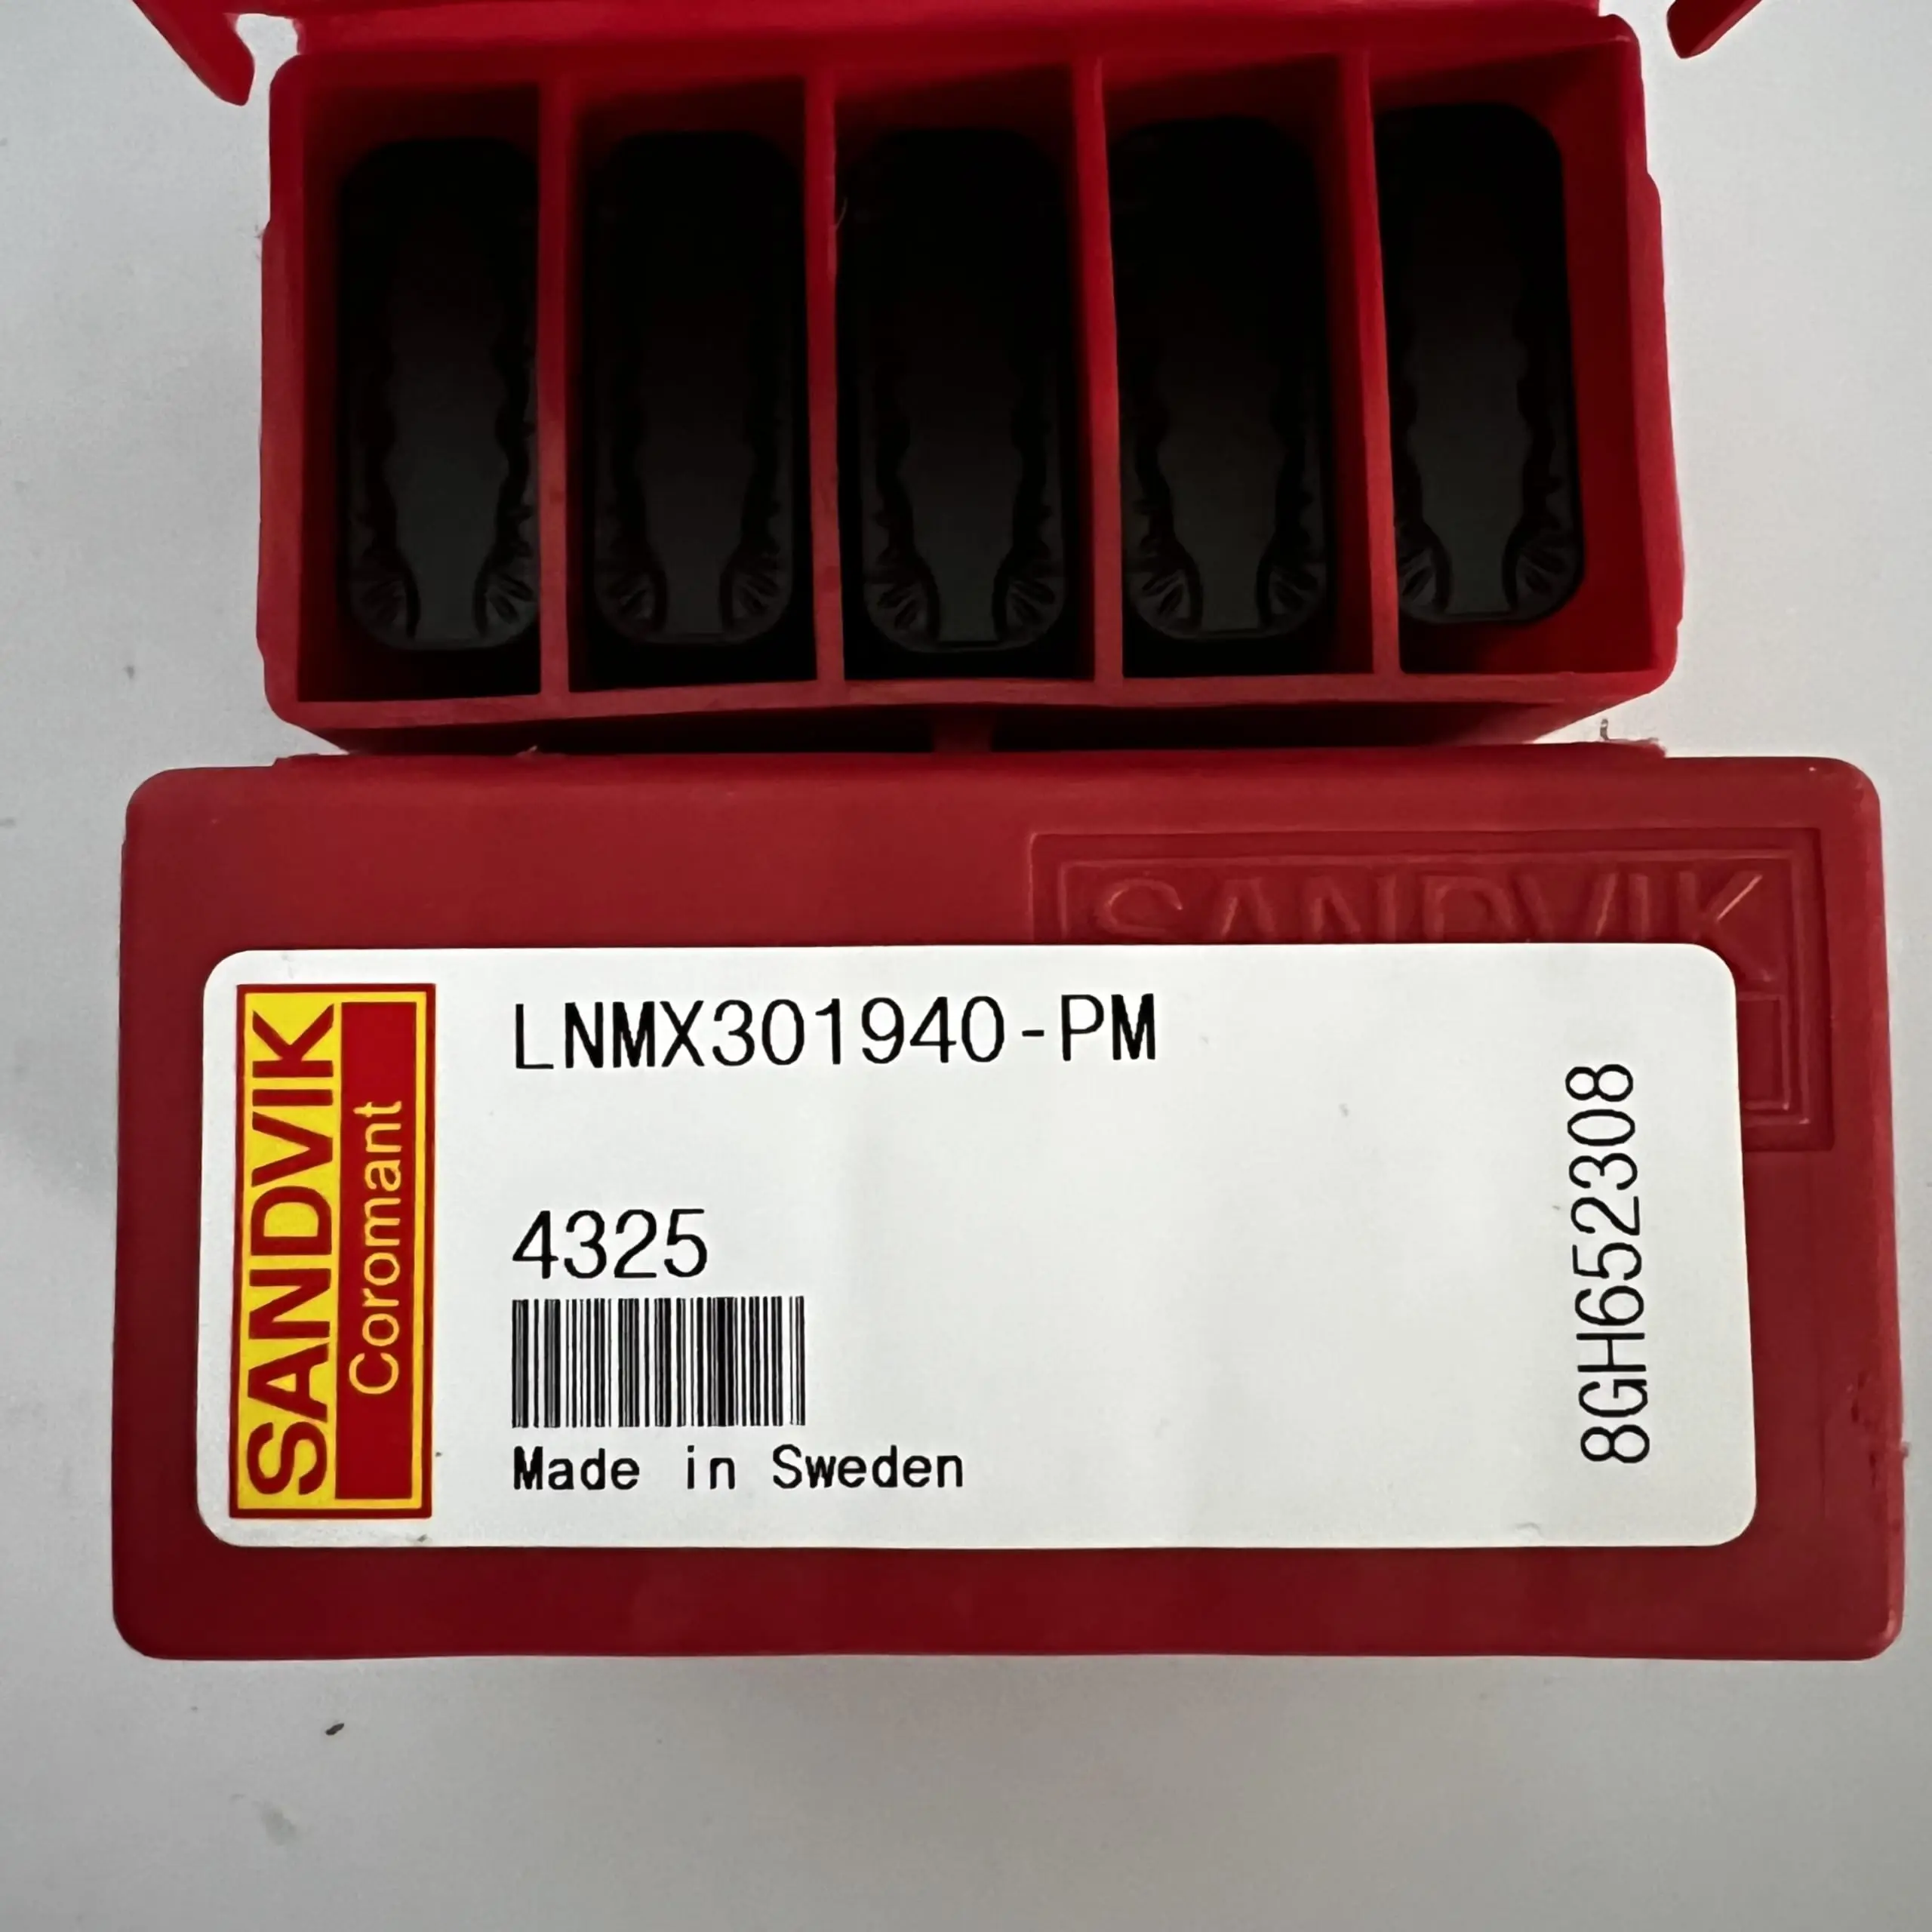 SANDVIK
SANDVIK
Coromant
LNMX301940-PM
4325
Made in Sweden
8GH652308